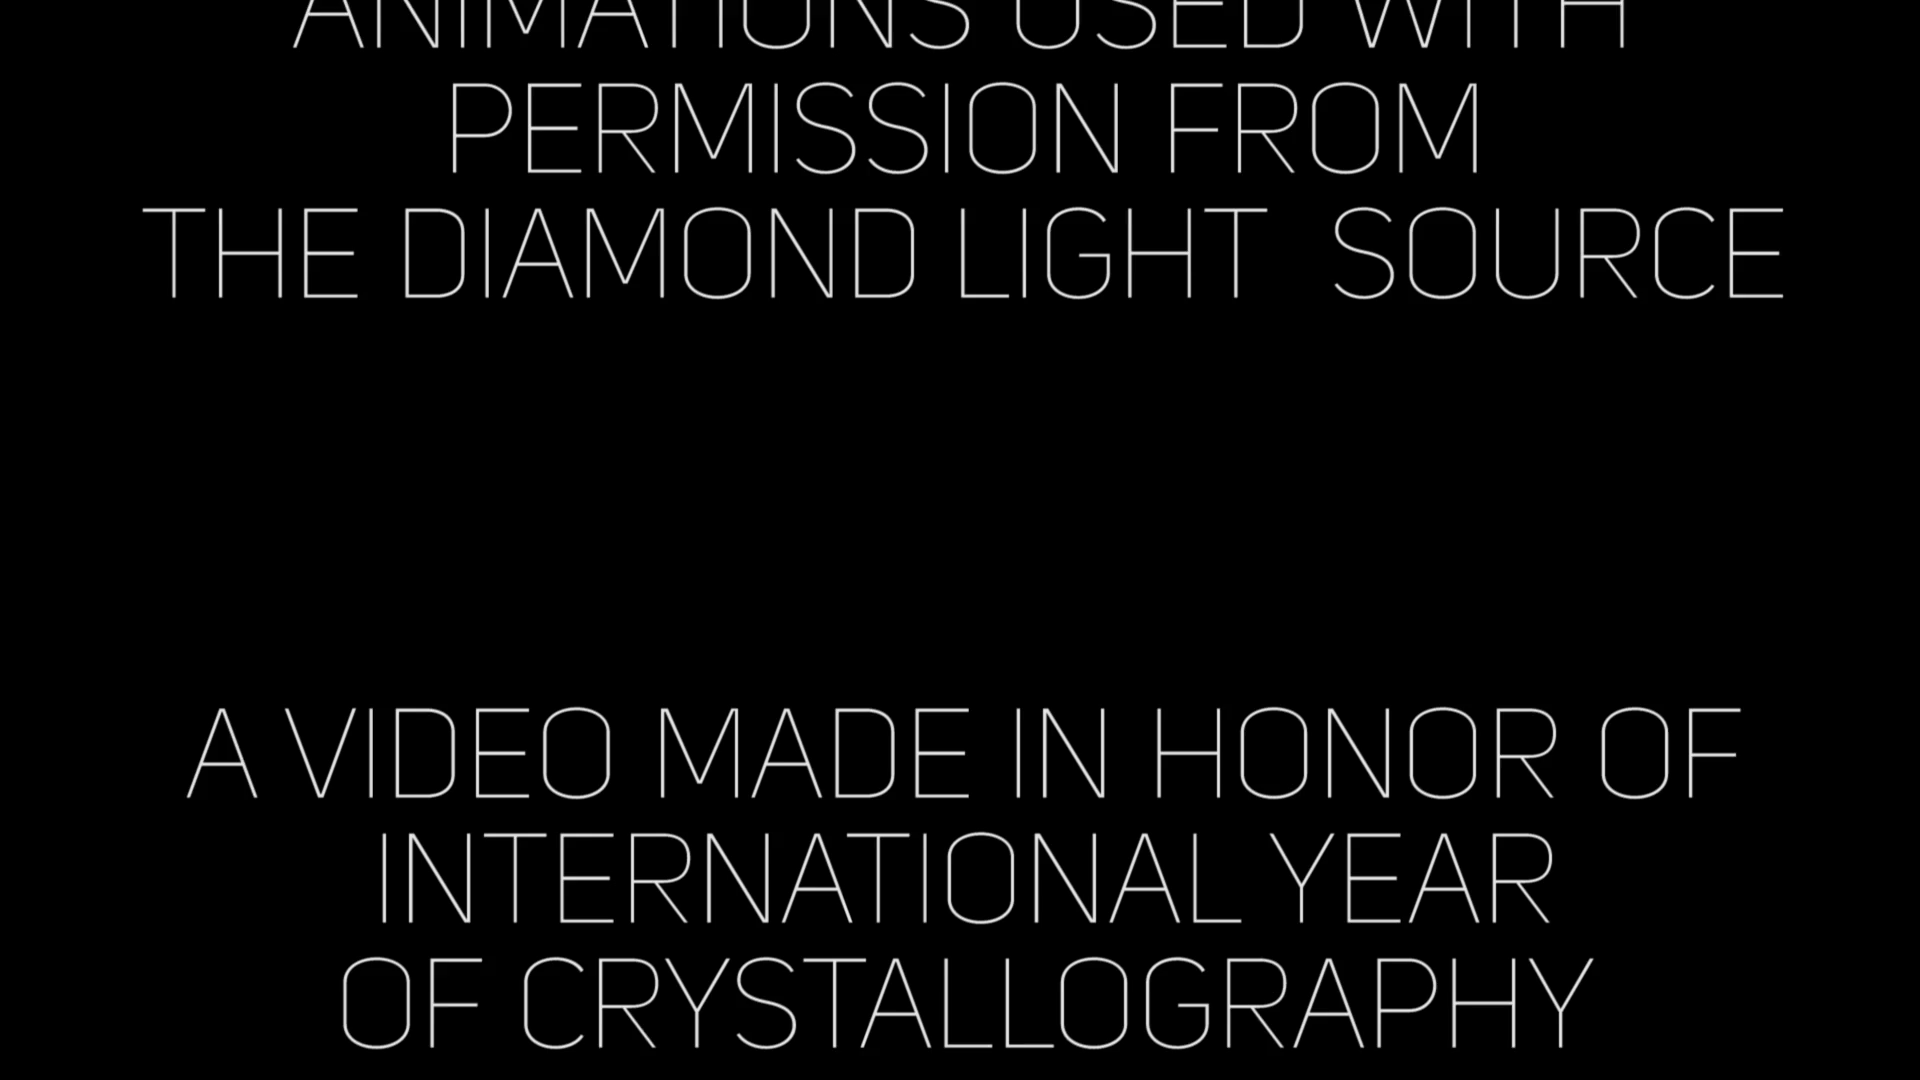 ANIMATIONS USED WITH
PERMISSION FROM
THE DIAMOND LIGHT  SOURCE
A VIDEO MADE IN HONOR OF
INTERNATIONAL YEAR
OF CRYSTALLOGRAPHY